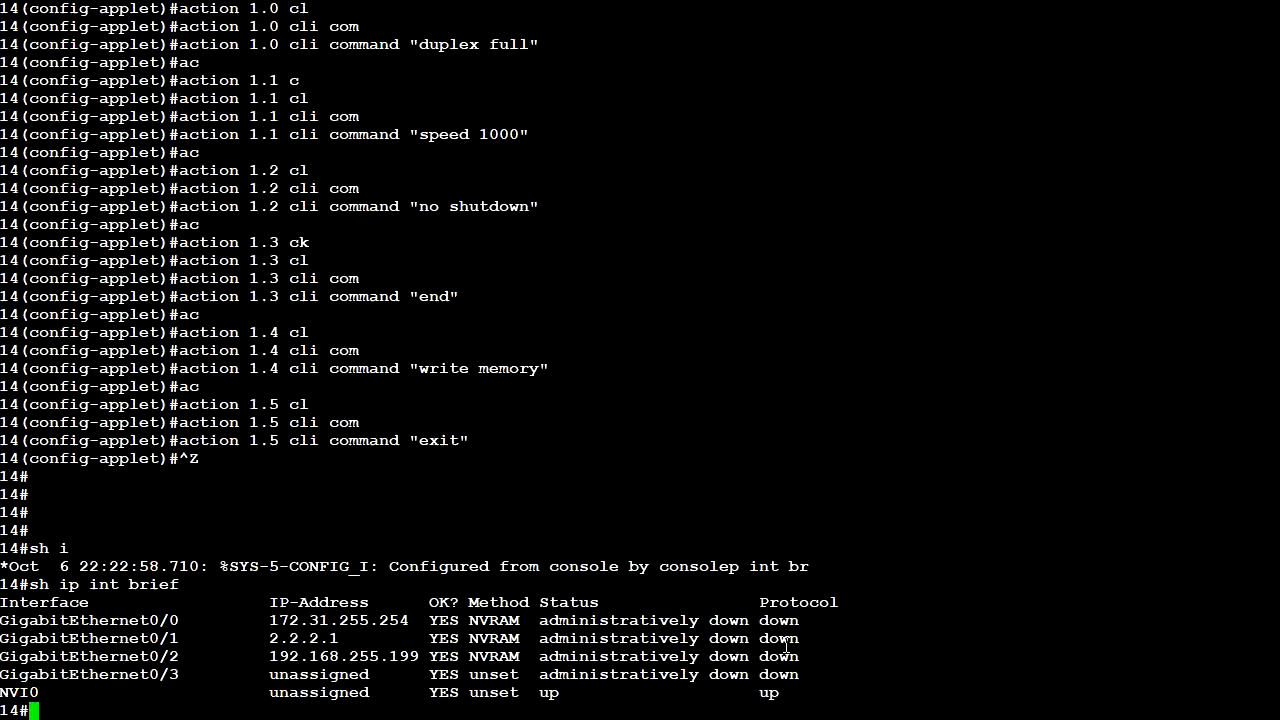 14(config-applet)#action 1.0 cl
14(config-applet)#action 1.0 cli com
14(config-applet)#action 1.0 cli command "duplex full"
14(config-applet)#ac
14(config-applet)#action 1.1 c
14(config-applet)#action 1.1 cl
14(config-applet)#action 1.1 cli com
14(config-applet)#action 1.1 cli command "speed 1000"
14(config-applet)#ac
14(config-applet)#action 1.2 cl
14(config-applet)#action 1.2 cli com
14(config-applet)#action 1.2 cli command "no shutdown"
14(config-applet)#ac
14(config-applet)#action 1.3 ck
14(config-applet)#action 1.3 cl
14(config-applet)#action 1.3 cli com
14(config-applet)#action 1.3 cli command "end"
14(config-applet)#ac
14(config-applet)#action 1.4 cl
14(config-applet)#action 1.4 cli com
14(config-applet)#action 1.4 cli command "write memory"
14(config-applet)#ac
14(config-applet)#action 1.5 cl
14(config-applet)#action 1.5 cli com
14(config-applet)#action 1.5 cli command "exit"
14(config-applet)#^Z
14#
14#
14#
14#
14#sh i
*Oct  6 22:22:58.710: %SYS-5-CONFIG_I: Configured from console by consolep int br
14#sh ip int brief
Interface                  IP-Address      OK? Method Status                Protocol
GigabitEthernet0/0         172.31.255.254  YES NVRAM  administratively down down
GigabitEthernet0/1         2.2.2.1         YES NVRAM  administratively down down
GigabitEthernet0/2         192.168.255.199 YES NVRAM  administratively down down
GigabitEthernet0/3         unassigned      YES unset  administratively down down
NVI0                       unassigned      YES unset  up                    up
14#